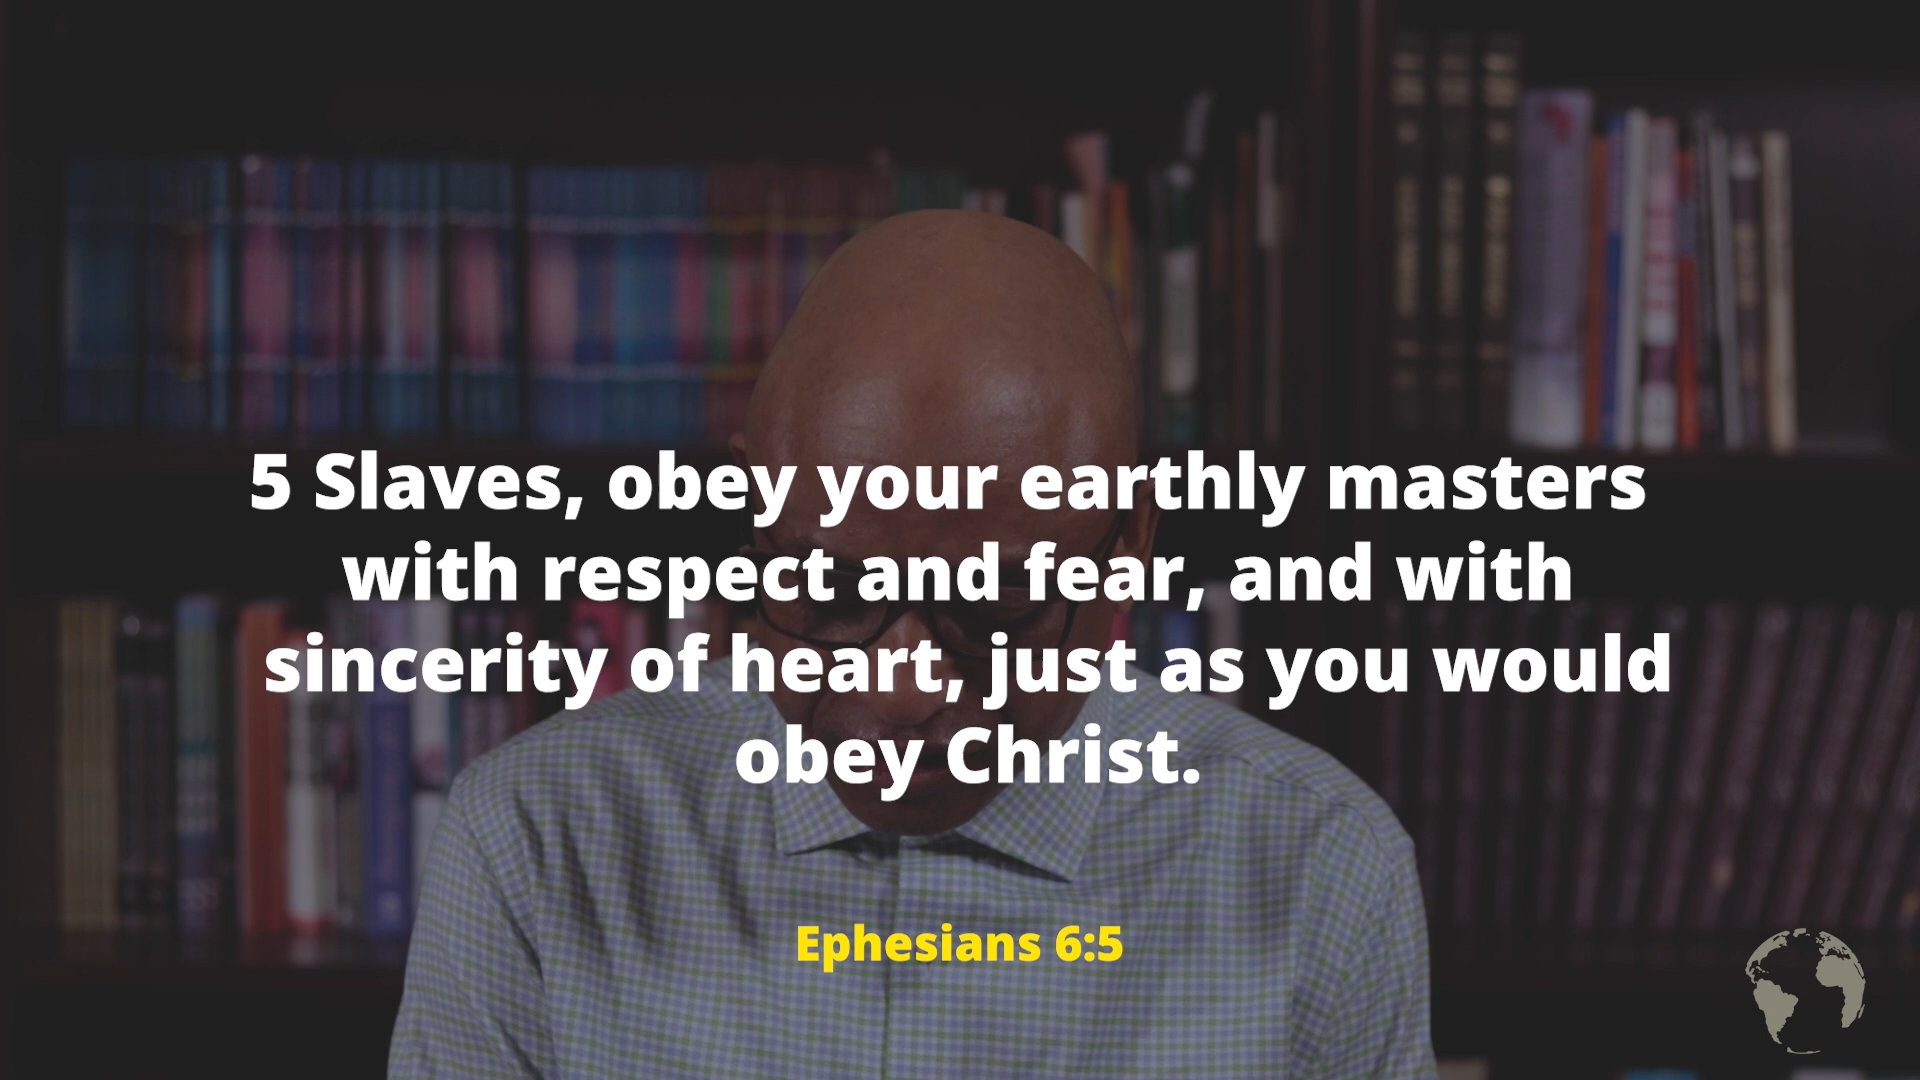 5 Slaves, obey your earthly masters
with respect and fear, and with
sincerity of heart, just as you would
obey Christ.
Ephesians 6:5